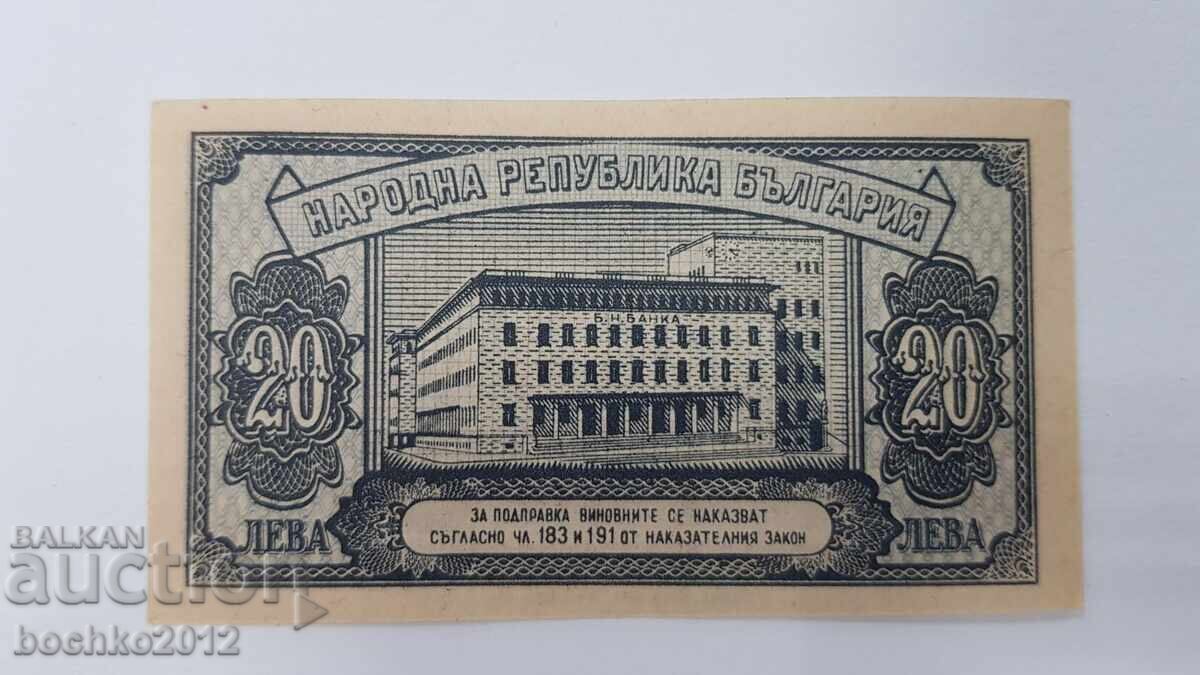 НАРОДНА РЕПУБЛИКА БЪЛГАРИЯ
Б.Н.БАНКА
20
20
ЛЕВА
ЛЕВА
ЗА ПОДПРАВКА ВИНОВНИТЕ СЕ НАКАЗВАТ
СЪГЛАСНО ЧЛ. 183 И 191 ОТ НАКАЗАТЕЛНИЯ ЗАКОН
BALKAN
auction
bochko2012